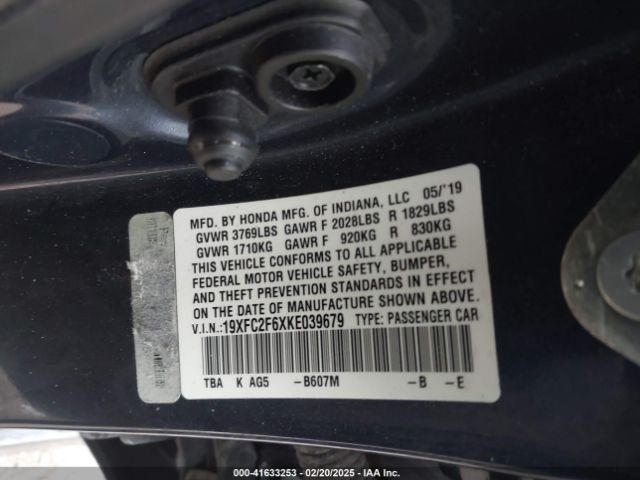 MFD. BY HONDA MFG. OF INDIANA, LLC 05/'19
GVWR 3769LBS GAWR F 2028LBS R 1829LBS
GVWR 1710KG GAWR F 920KG R 830KG
THIS VEHICLE CONFORMS TO ALL APPLICABLE
FEDERAL MOTOR VEHICLE SAFETY, BUMPER,
AND THEFT PREVENTION STANDARDS IN EFFECT
ON THE DATE OF MANUFACTURE SHOWN ABOVE.
V.I.N.:19XFC2F6XKE039679 TYPE: PASSENGER CAR
TBA K AG5 -B607M -B -E
000-41633253 - 02/20/2025 - IAA Inc.